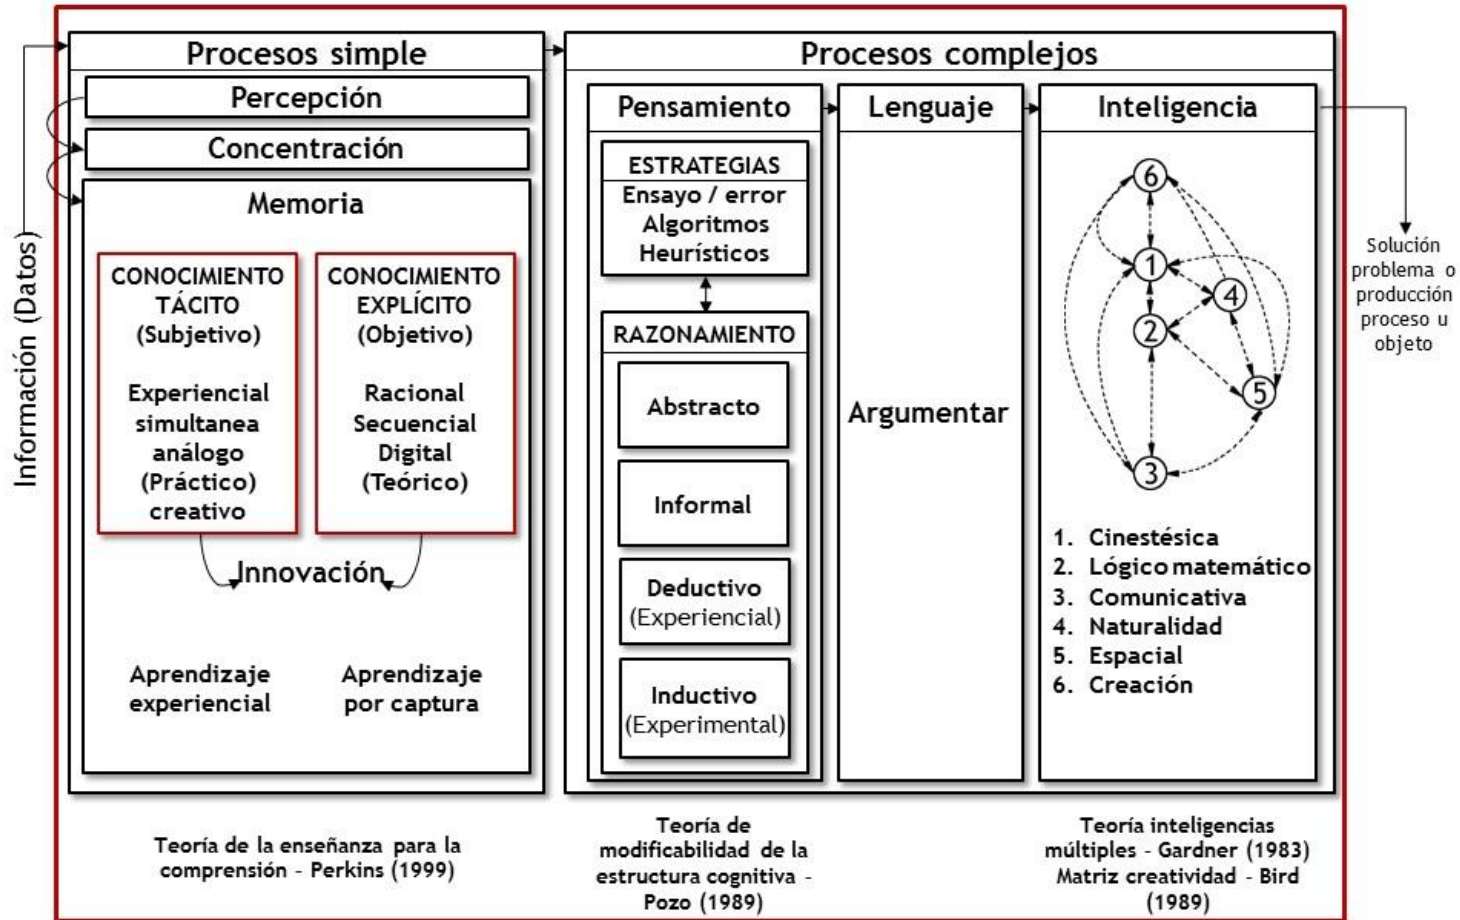 Información (Datos)
Procesos simple
Percepción
Concentración
Memoria
CONOCIMIENTO
TÁCITO
(Subjetivo)
Experiencial
simultanea
análogo
(Práctico)
creativo
CONOCIMIENTO
EXPLÍCITO
(Objetivo)
Racional
Secuencial
Digital
(Teórico)
Innovación
Aprendizaje
experiencial
Aprendizaje
por captura
Procesos complejos
Pensamiento
ESTRATEGIAS
Ensayo / error
Algoritmos
Heurísticos
RAZONAMIENTO
Abstracto
Informal
Deductivo
(Experiencial)
Inductivo
(Experimental)
Lenguaje
Argumentar
Inteligencia
6
1
4
2
5
3
1. Cinestésica
2. Lógico matemático
3. Comunicativa
4. Naturalidad
5. Espacial
6. Creación
Solución
problema o
producción
proceso u
objeto
Teoría de la enseñanza para la
comprensión - Perkins (1999)
Teoría de
modificabilidad de la
estructura cognitiva -
Pozo (1989)
Teoría inteligencias
múltiples - Gardner (1983)
Matriz creatividad - Bird
(1989)